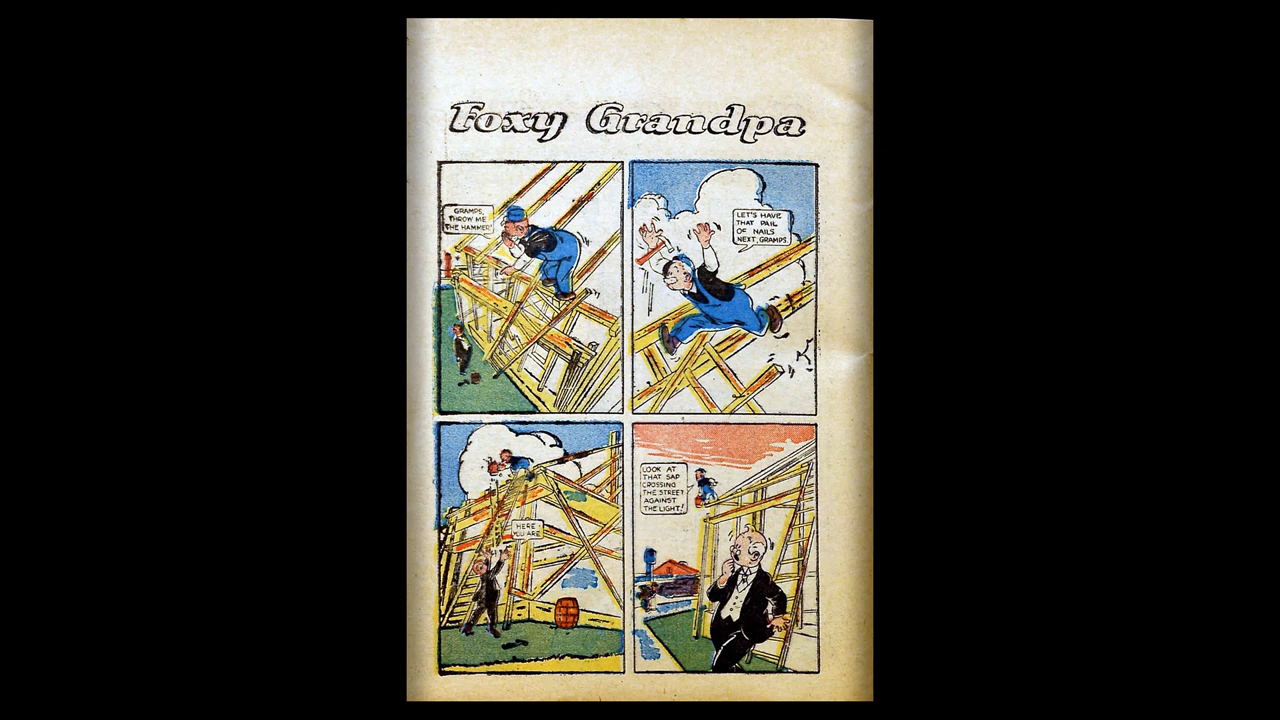 Foxy Grandpa
GRAMPS,
THROW ME
THE HAMMER!
LET'S HAVE
THAT PAIL
OF NAILS
NEXT, GRAMPS.
HERE
YOU ARE
LOOK AT
THAT SAP
CROSSING
THE STREET
AGAINST
THE LIGHT!